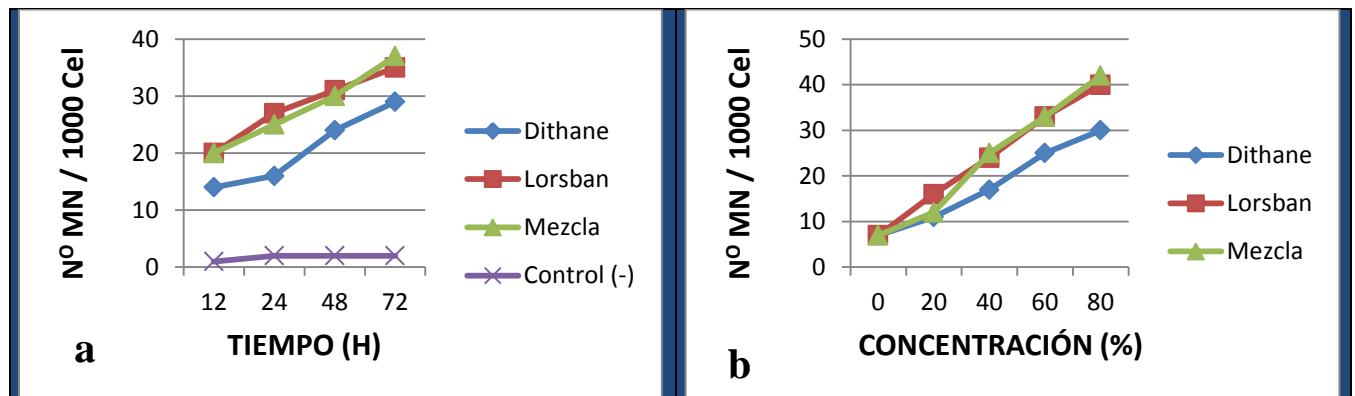 Nº MN / 1000 Cel
40
30
20
10
0
12 24 48 72
TIEMPO (H)
Dithane
Lorsban
Mezcla
Control (-)
a
Nº MN / 1000 Cel
50
40
30
20
10
0
0 20 40 60 80
CONCENTRACIÓN (%)
Dithane
Lorsban
Mezcla
b